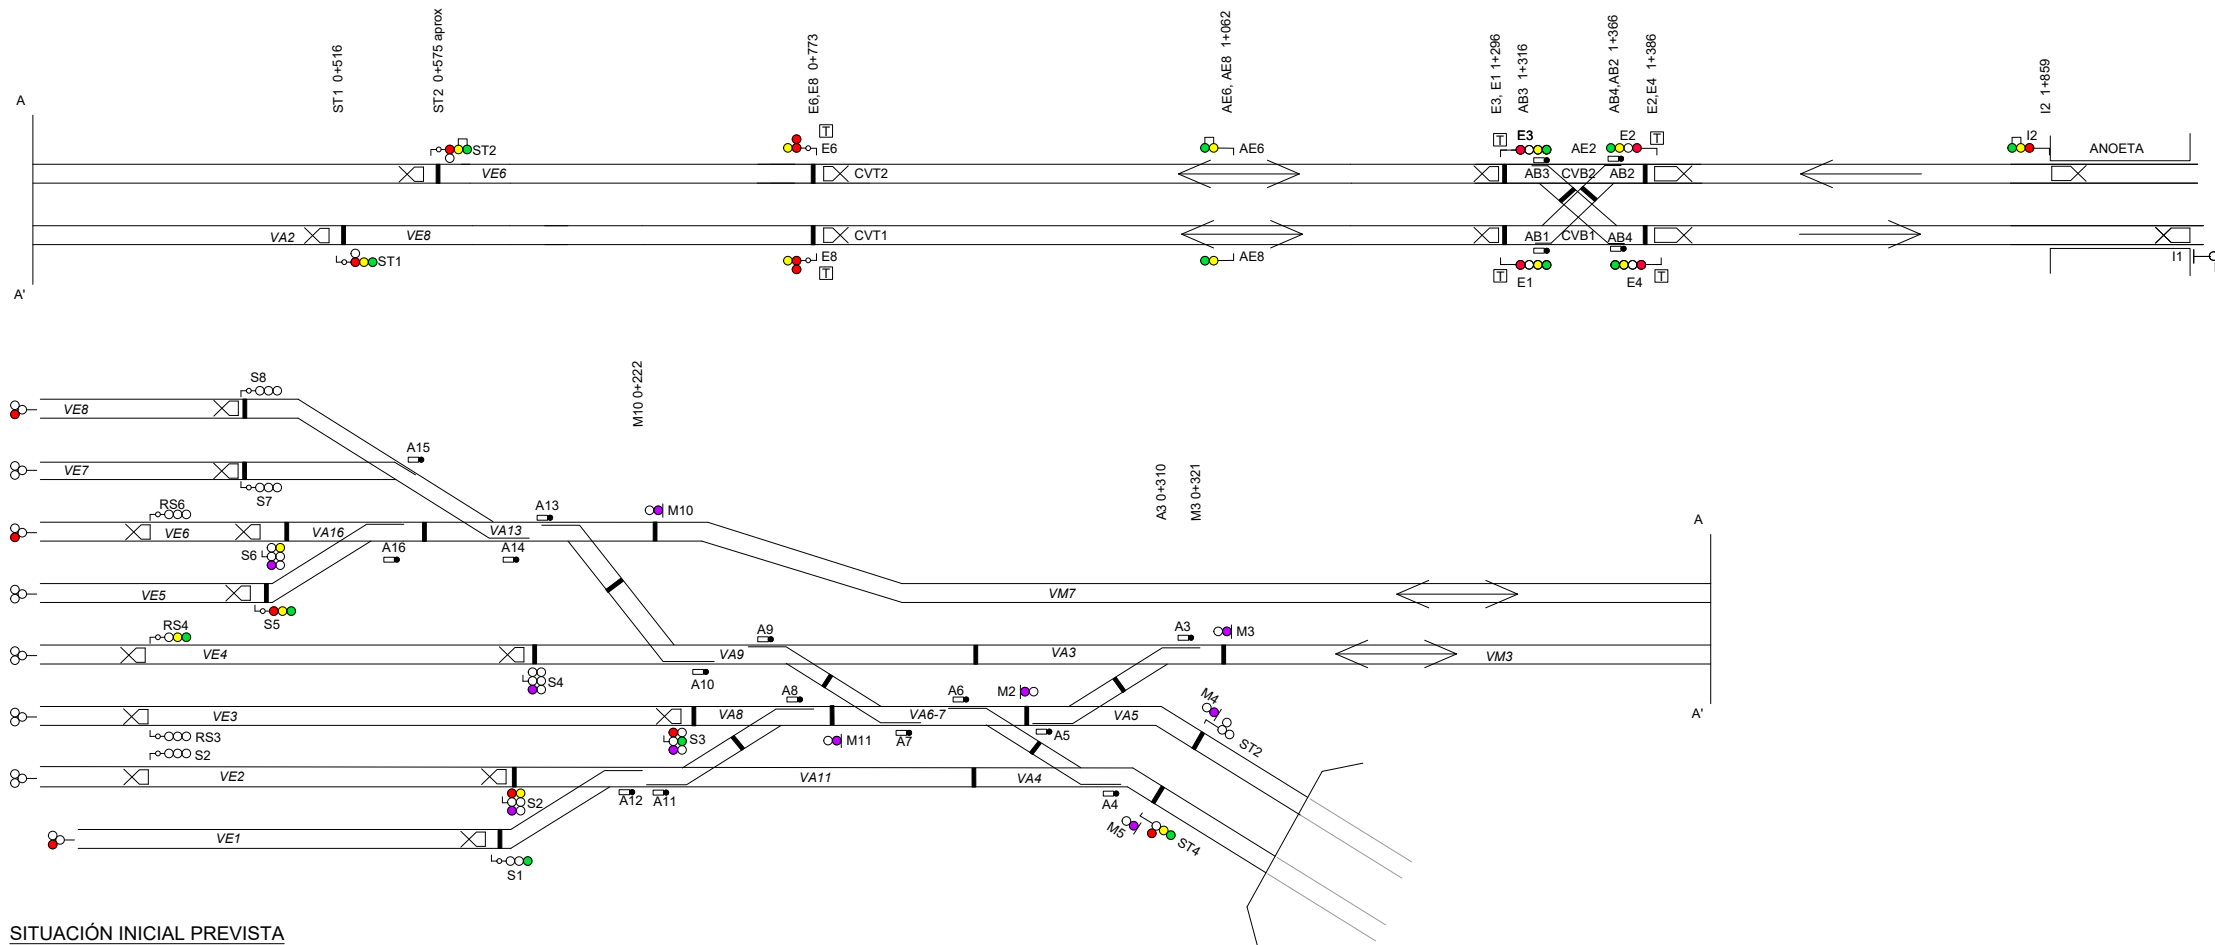 ST1 0+516
ST2 0+575 aprox
E6,E8 0+773
AE6, AE8 1+062
E3, E1 1+296
AB3 1+316
AB4,AB2 1+366
E2,E4 1+386
I2 1+859
A
ST2
T
E6
AE6
T
E3
AE2
E2
T
I2
ANOETA
VE6
CVT2
AB3
CVB2
AB2
VA2
VE8
CVT1
AB1
CVB1
AB4
ST1
E8
T
AE8
T
E1
E4
T
I1
A'
M10 0+222
S8
VE8
A15
VE7
S7
A3 0+310
M3 0+321
RS6
A13
M10
VE6
VA16
VA13
A
S6
A16
A14
VE5
VM7
S5
RS4
A9
A3
M3
VE4
VA9
VA3
VM3
S4
A10
A8
A6
M2
M4
VE3
VA8
VA6-7
VA5
A'
RS3
S3
M11
A7
A5
ST2
S2
VE2
VA11
VA4
S2
A12
A11
A4
M5
ST4
VE1
S1
SITUACIÓN INICIAL PREVISTA